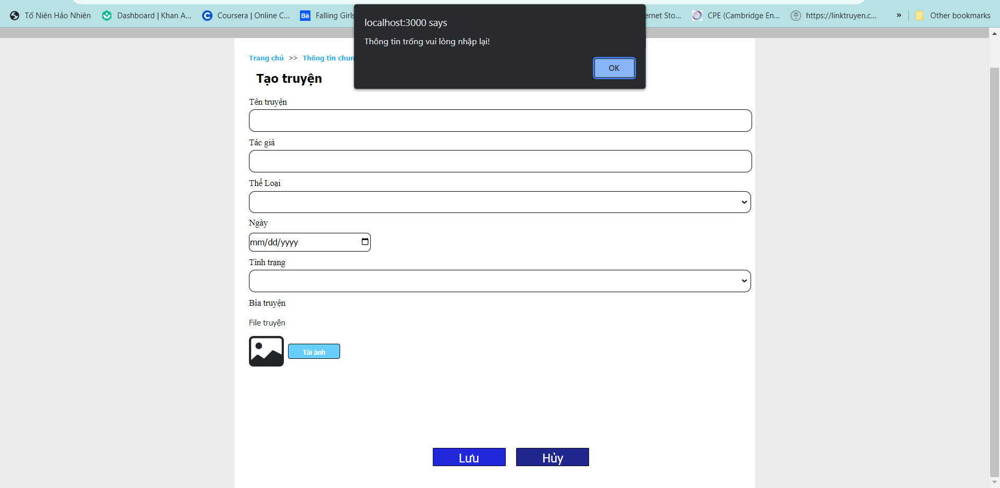 Tố Niên Hảo Nhiên
Dashboard | Khan A...
Coursera | Online C...
Bē
Falling Girls
ernet Sto...
CPE (Cambridge En...
https://linktruyen.c...
»
Other bookmarks
localhost:3000 says
Thông tin trống vui lòng nhập lại!
OK
Trang chủ >> Thông tin chun
Tạo truyện
Tên truyện
Tác giả
Thể Loại
Ngày
mm/dd/yyyy
Tình trạng
Bìa truyện
File truyện
Tải ảnh
Lưu
Hủy